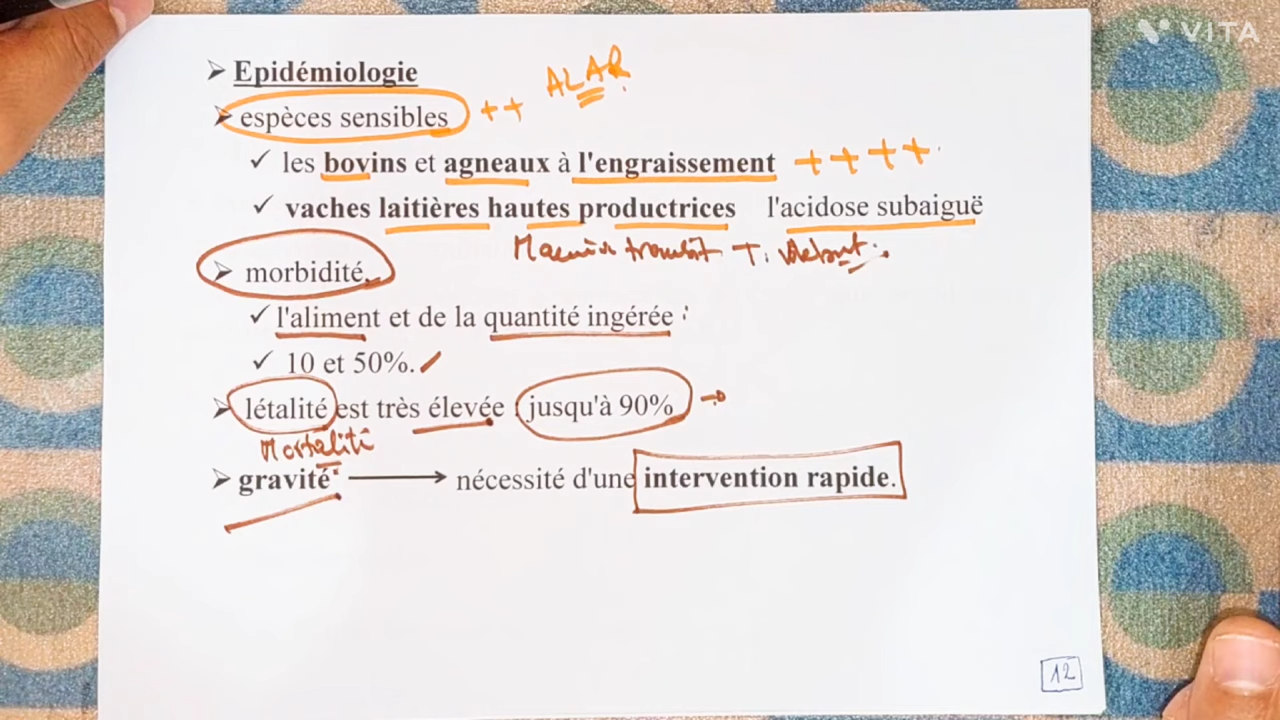 VITA
➢ Epidémiologie
ALAR
➢ espèces sensibles ++
✓ les bovins et agneaux à l'engraissement ++++
✓ vaches laitières hautes productrices l'acidose subaiguë
➢ morbidité.
✓ l'aliment et de la quantité ingérée :
✓ 10 et 50%.
➢ létalité est très élevée jusqu'à 90% →
Mortalité
➢ gravité ⟶ nécessité d'une intervention rapide.
12